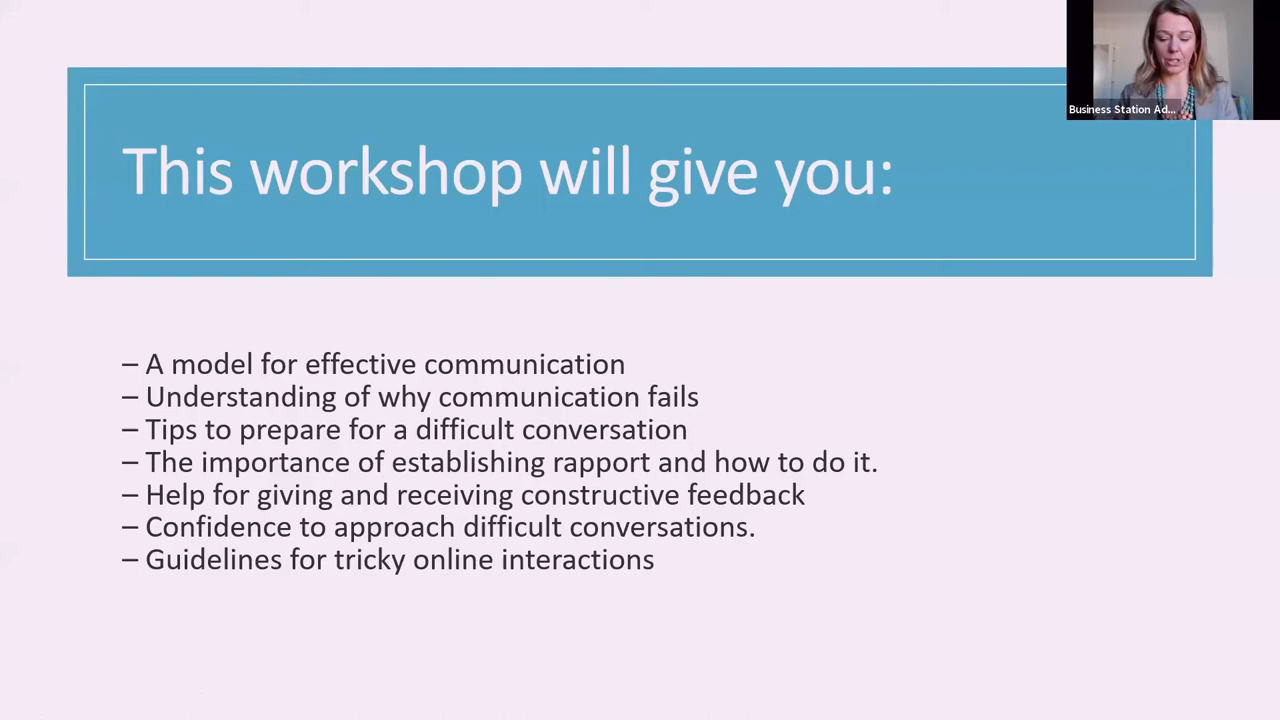 Business Station Ad...
This workshop will give you:
– A model for effective communication
– Understanding of why communication fails
– Tips to prepare for a difficult conversation
– The importance of establishing rapport and how to do it.
– Help for giving and receiving constructive feedback
– Confidence to approach difficult conversations.
– Guidelines for tricky online interactions